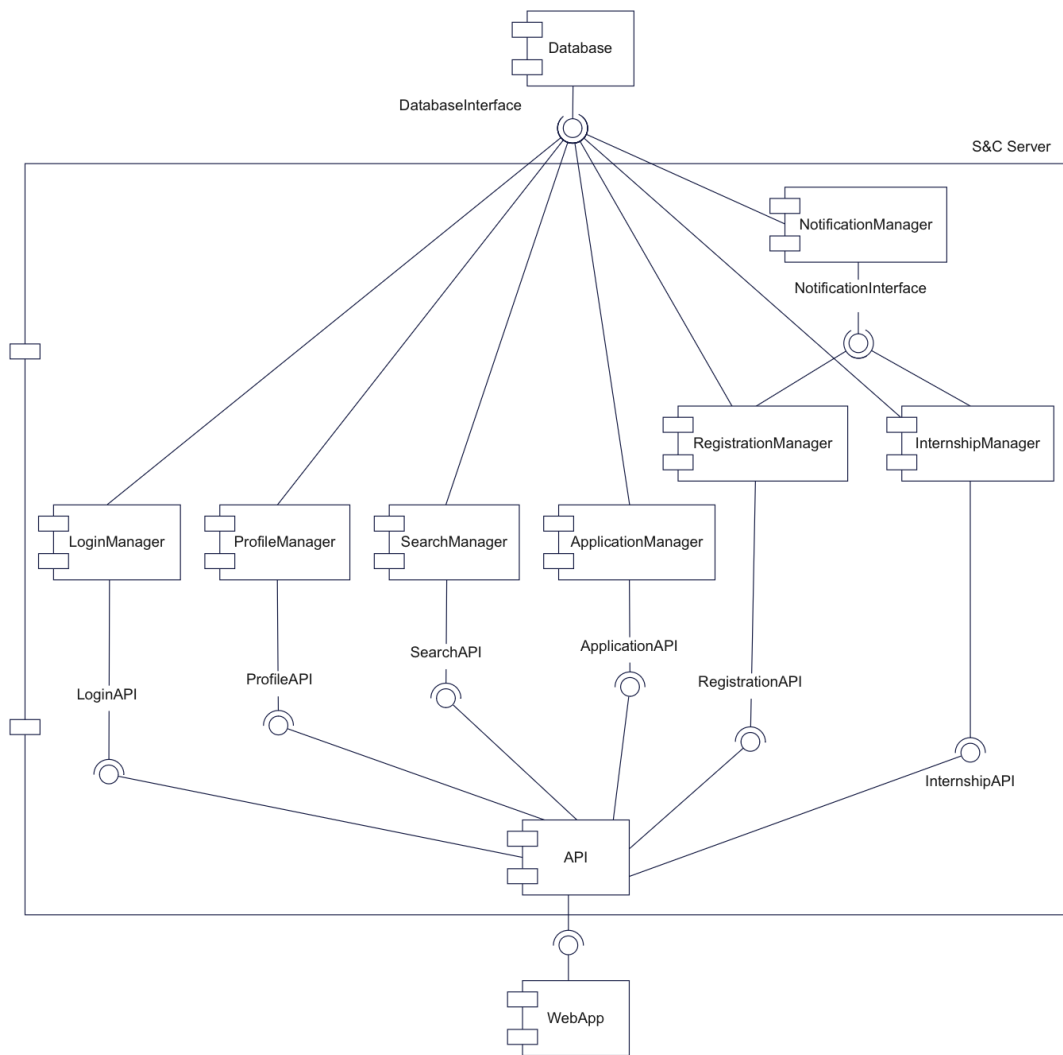 Database
DatabaseInterface
S&C Server
NotificationManager
NotificationInterface
RegistrationManager
InternshipManager
LoginManager
ProfileManager
SearchManager
ApplicationManager
SearchAPI
ApplicationAPI
ProfileAPI
RegistrationAPI
LoginAPI
InternshipAPI
API
WebApp